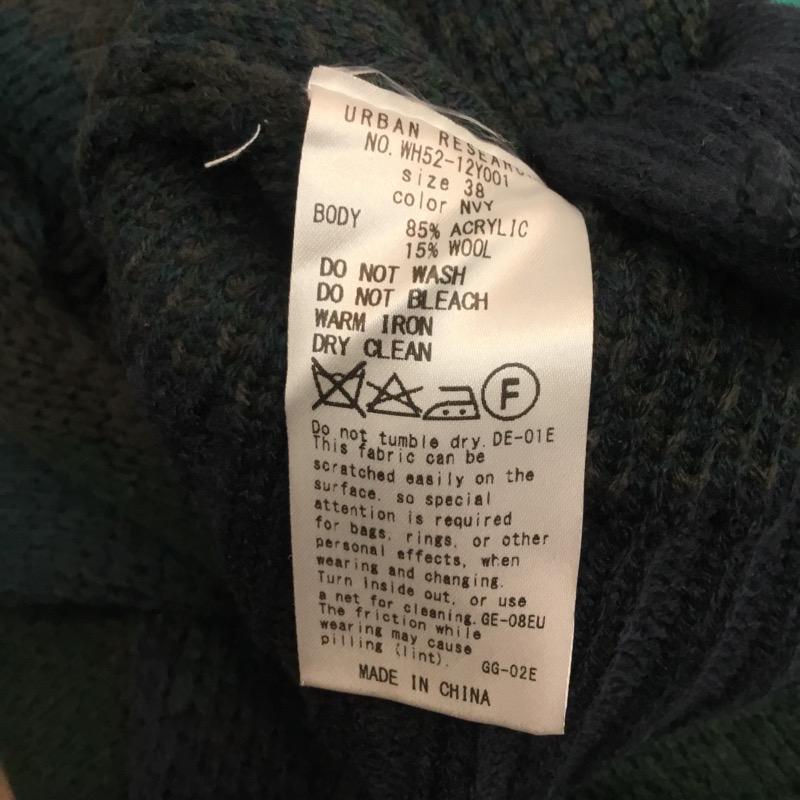 URBAN RESEARC
NO. WH52-12Y001
size 38
color NVY
BODY 85% ACRYLIC
15% WOOL
DO NOT WASH
DO NOT BLEACH
WARM IRON
DRY CLEAN
F
Do not tumble dry. DE-01E
This fabric can be
scratched easily on the
surface. so special
attention is required
for bags, rings, or other
personal effects, when
wearing and changing.
Turn inside out, or use
a net for cleaning. GE-08EU
The friction while
wearing may cause
pilling (lint). GG-02E
MADE IN CHINA